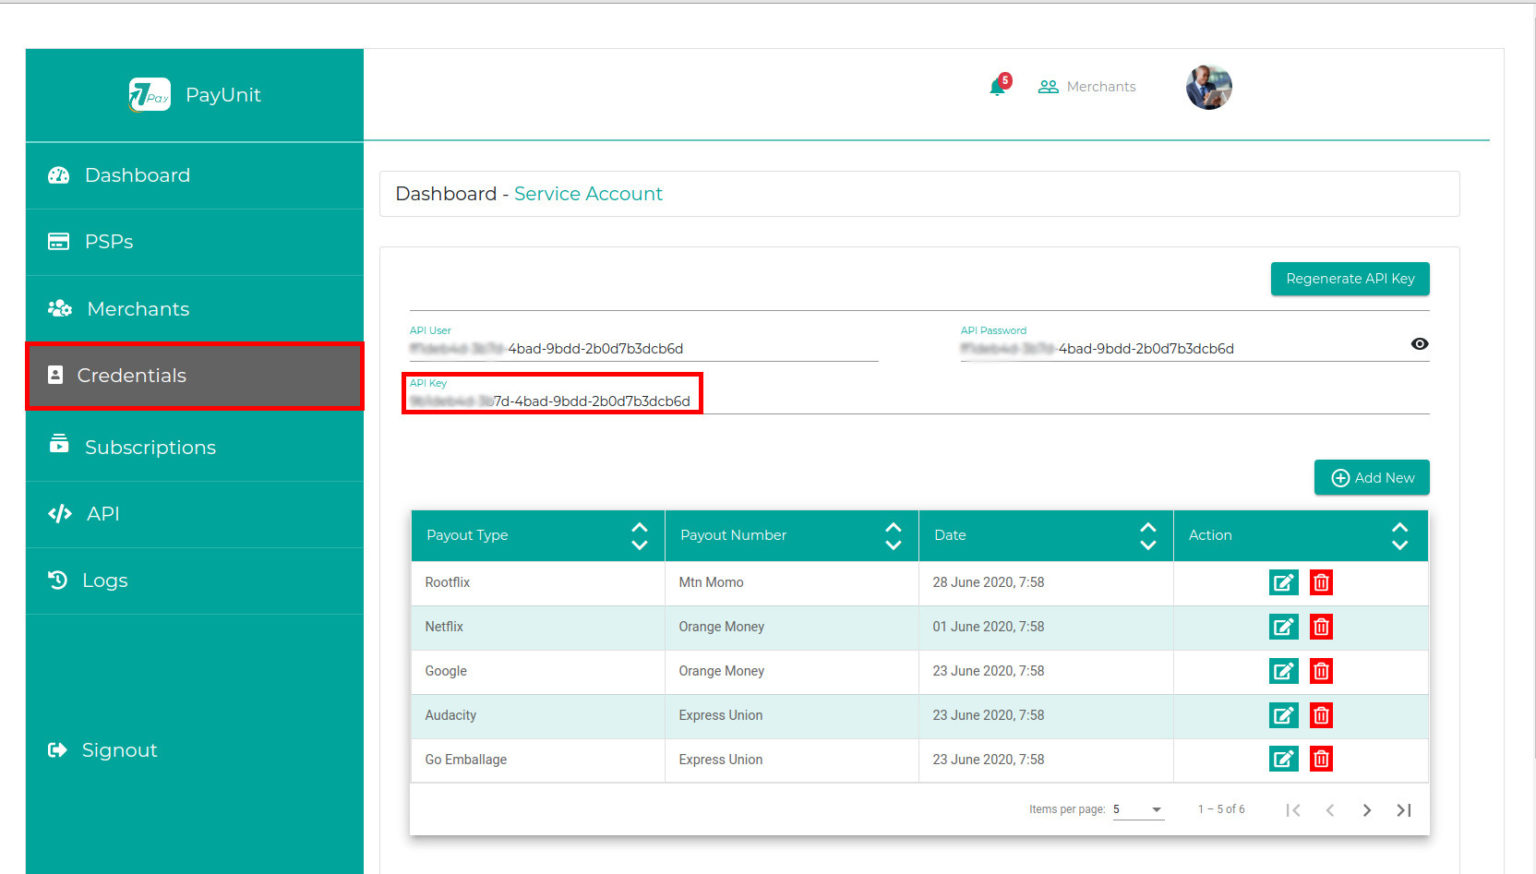 7Pay PayUnit
5
Merchants
Dashboard
PSPs
Merchants
Credentials
Subscriptions
API
Logs
Signout
Dashboard - Service Account
Regenerate API Key
API User
-4bad-9bdd-2b0d7b3dcb6d
API Password
-4bad-9bdd-2b0d7b3dcb6d
API Key
7d-4bad-9bdd-2b0d7b3dcb6d
Add New
Payout Type Payout Number Date Action
Rootflix Mtn Momo 28 June 2020, 7:58
Netflix Orange Money 01 June 2020, 7:58
Google Orange Money 23 June 2020, 7:58
Audacity Express Union 23 June 2020, 7:58
Go Emballage Express Union 23 June 2020, 7:58
Items per page: 5 1 – 5 of 6